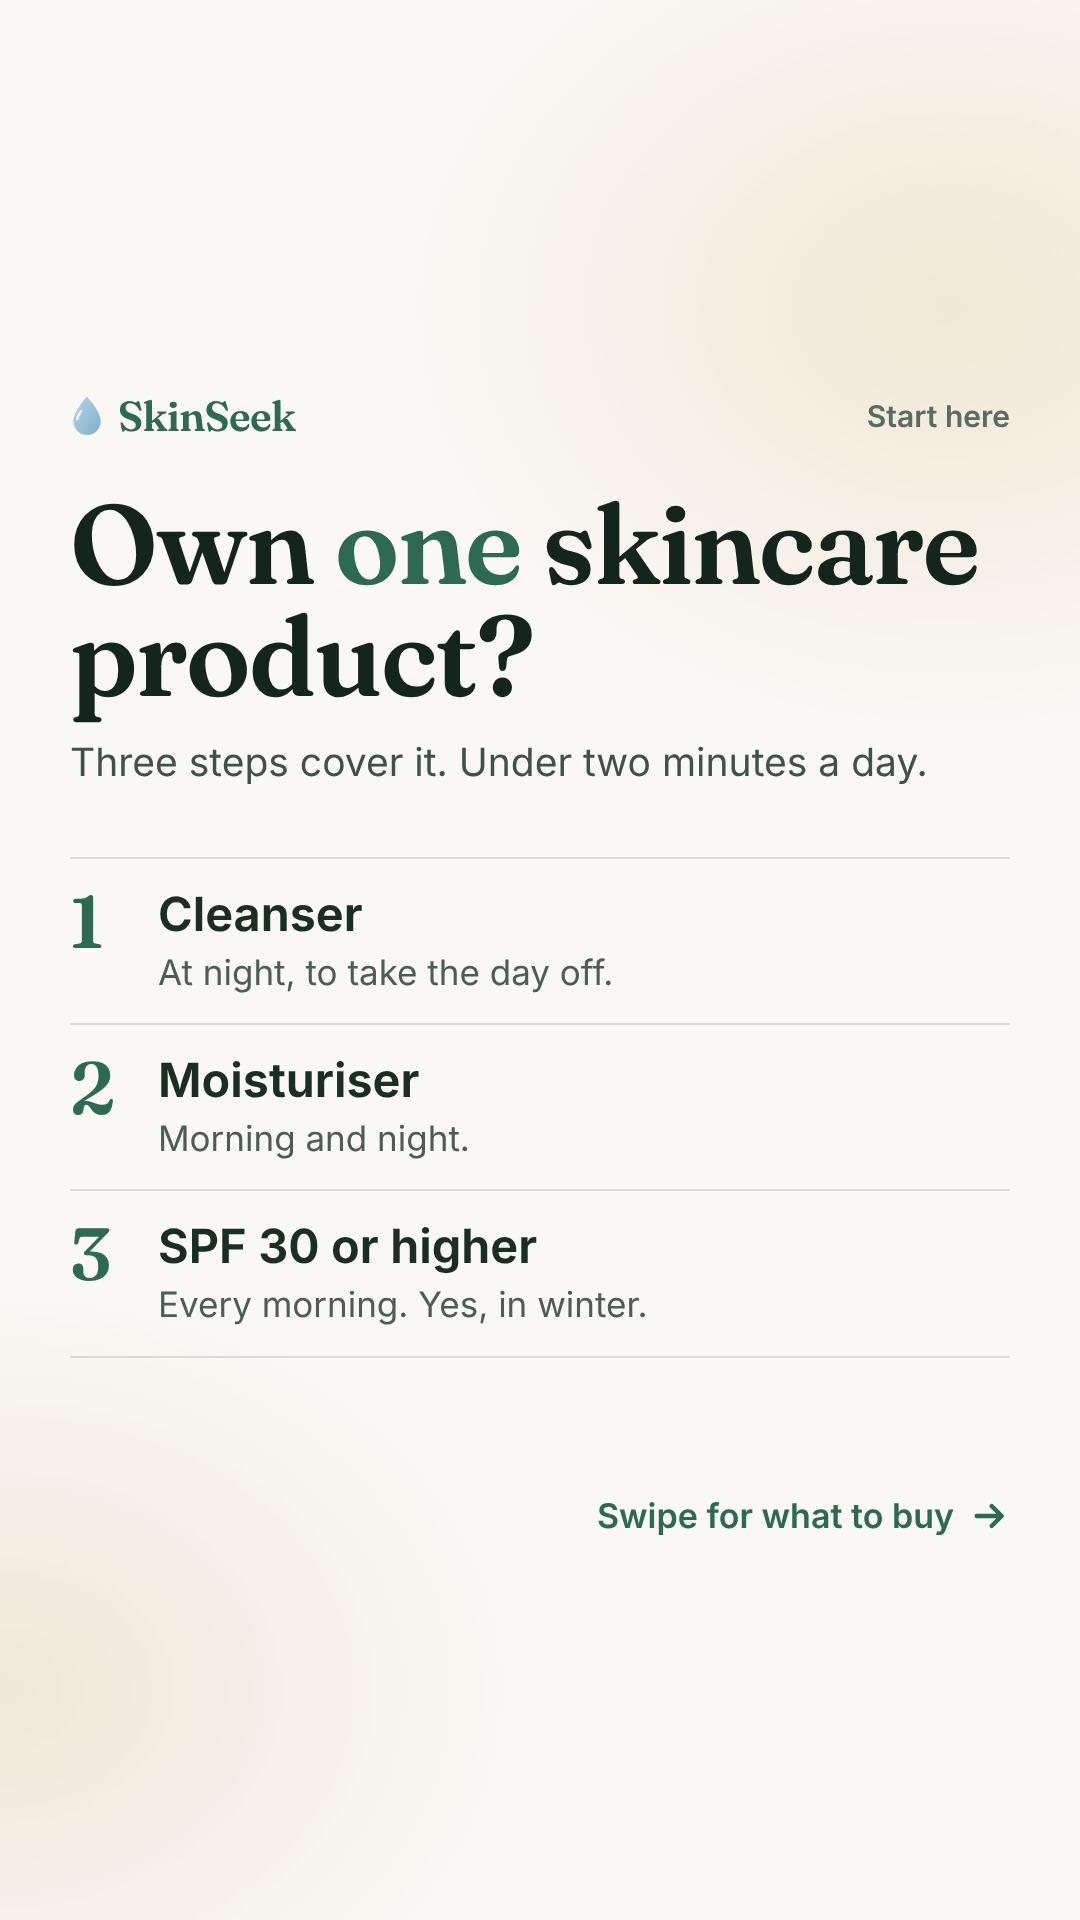 SkinSeek
Start here
Own one skincare
product?
Three steps cover it. Under two minutes a day.
1
Cleanser
At night, to take the day off.
2
Moisturiser
Morning and night.
3
SPF 30 or higher
Every morning. Yes, in winter.
Swipe for what to buy →